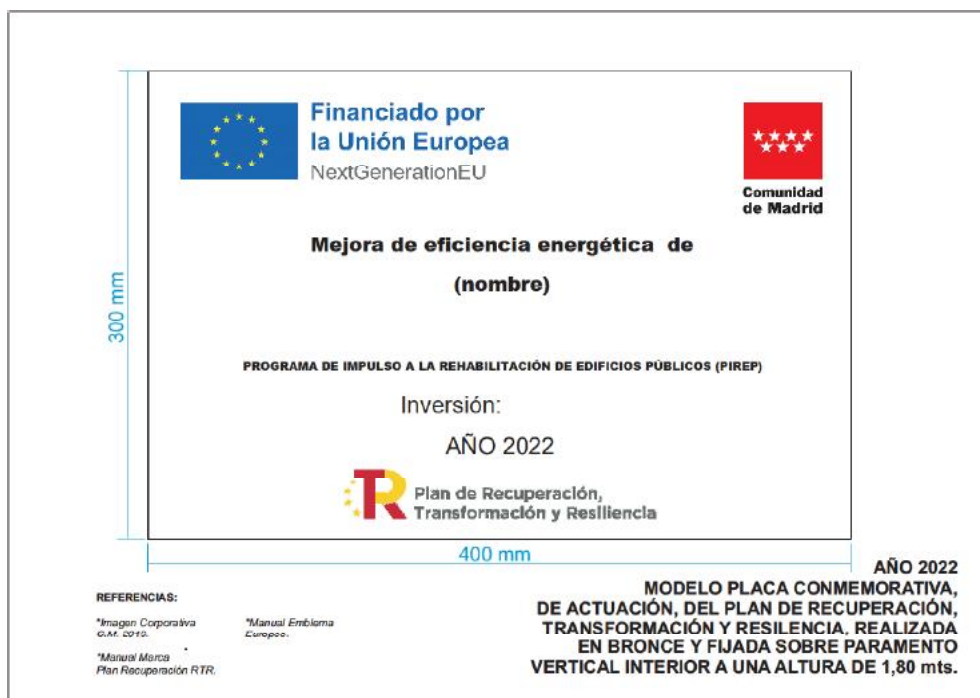 Financiado por
la Unión Europea
NextGenerationEU
Comunidad
de Madrid
Mejora de eficiencia energética de
(nombre)
300 mm
PROGRAMA DE IMPULSO A LA REHABILITACIÓN DE EDIFICIOS PÚBLICOS (PIREP)
Inversión:
AÑO 2022
Plan de Recuperación,
Transformación y Resiliencia
400 mm
REFERENCIAS:
*Imagen Corporativa
C.M. 2019.
*Manual Emblema
Europeo.
*Manual Marca
Plan Recuperación RTR.
AÑO 2022
MODELO PLACA CONMEMORATIVA,
DE ACTUACIÓN, DEL PLAN DE RECUPERACIÓN,
TRANSFORMACIÓN Y RESILENCIA. REALIZADA
EN BRONCE Y FIJADA SOBRE PARAMENTO
VERTICAL INTERIOR A UNA ALTURA DE 1,80 mts.